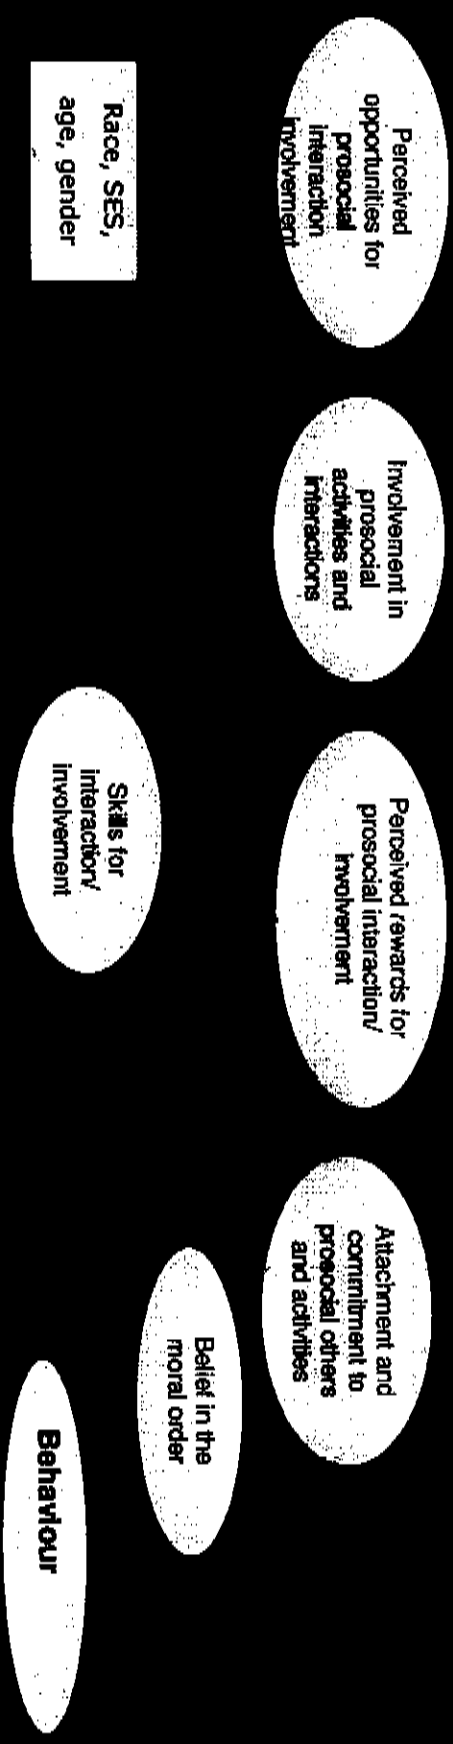 Perceived
opportunities for
prosocial
interaction
involvement
Involvement in
prosocial
activities and
interactions
Perceived rewards for
prosocial interaction/
involvement
Attachment and
commitment to
prosocial others
and activities
Race, SES,
age, gender
Skills for
interaction/
involvement
Belief in the
moral order
Behaviour